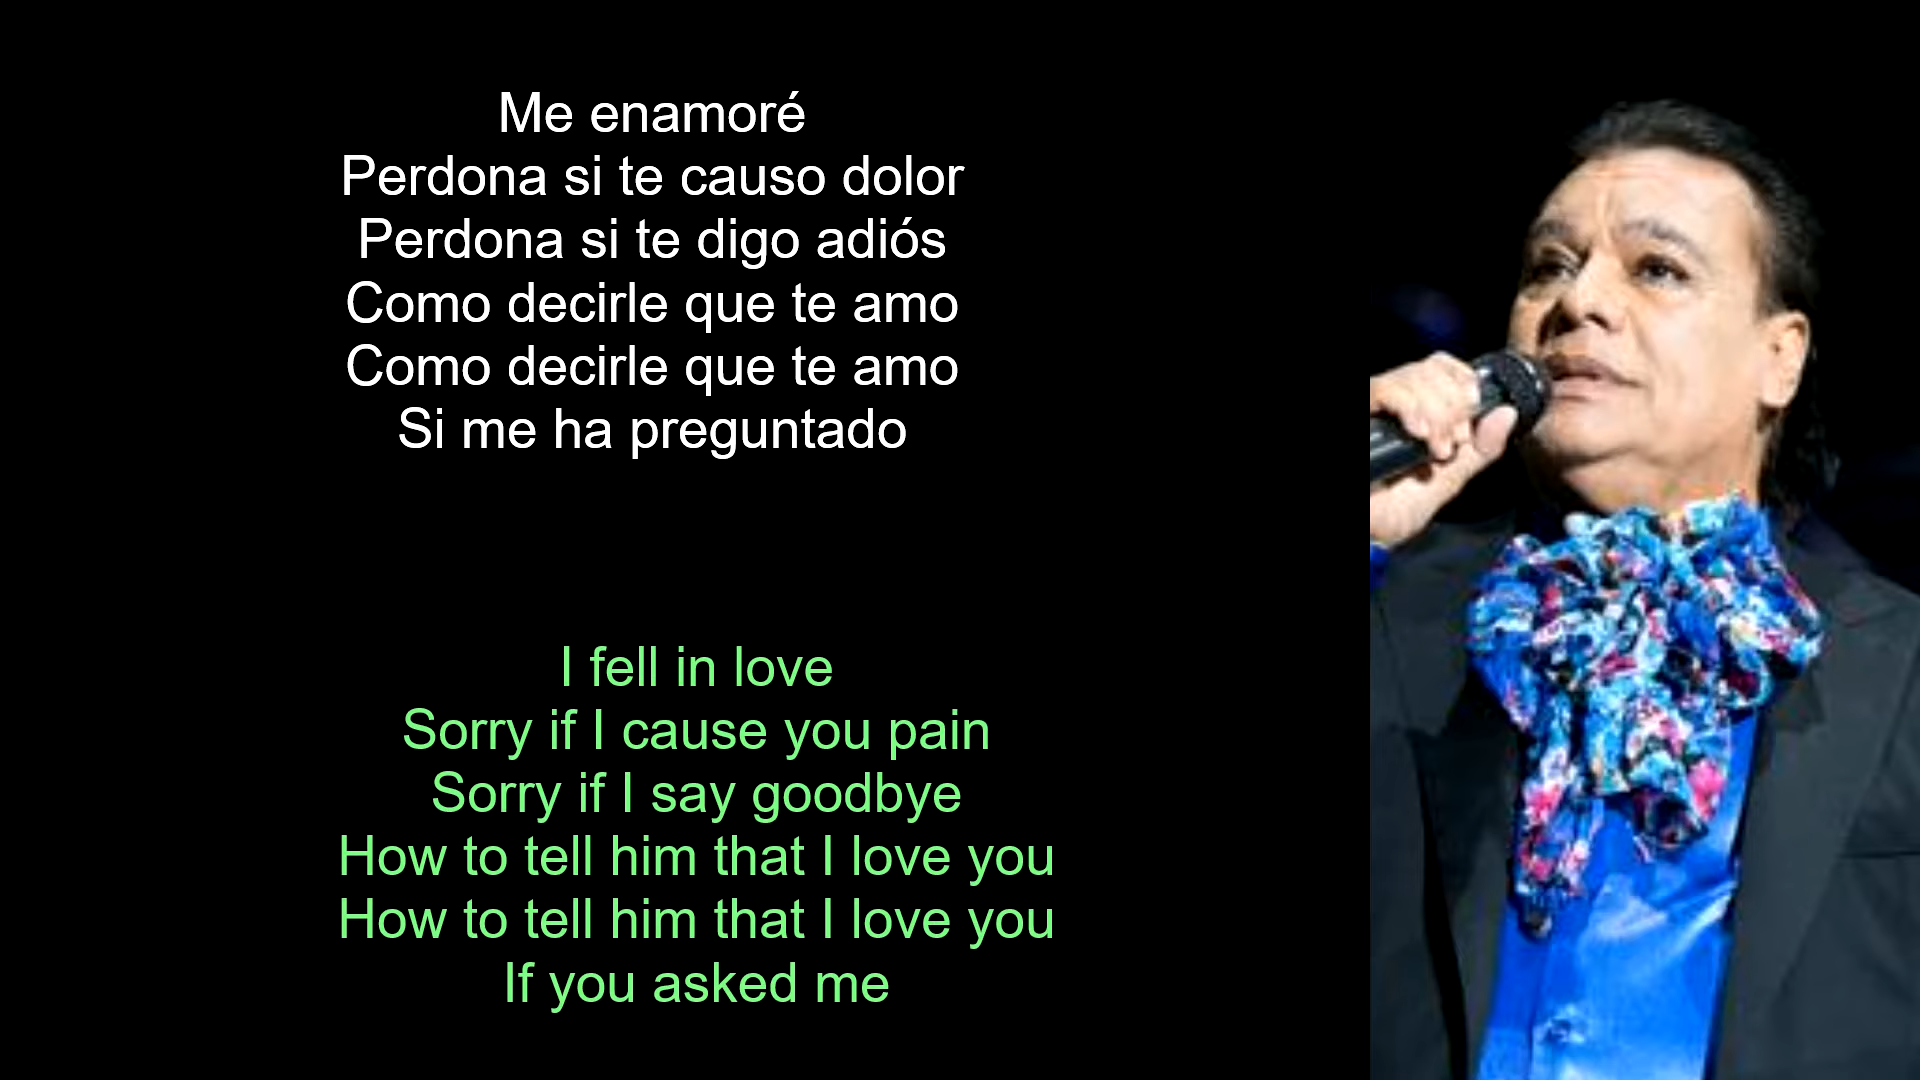 Me enamoré
Perdona si te causo dolor
Perdona si te digo adiós
Como decirle que te amo
Como decirle que te amo
Si me ha preguntado
I fell in love
Sorry if I cause you pain
Sorry if I say goodbye
How to tell him that I love you
How to tell him that I love you
If you asked me